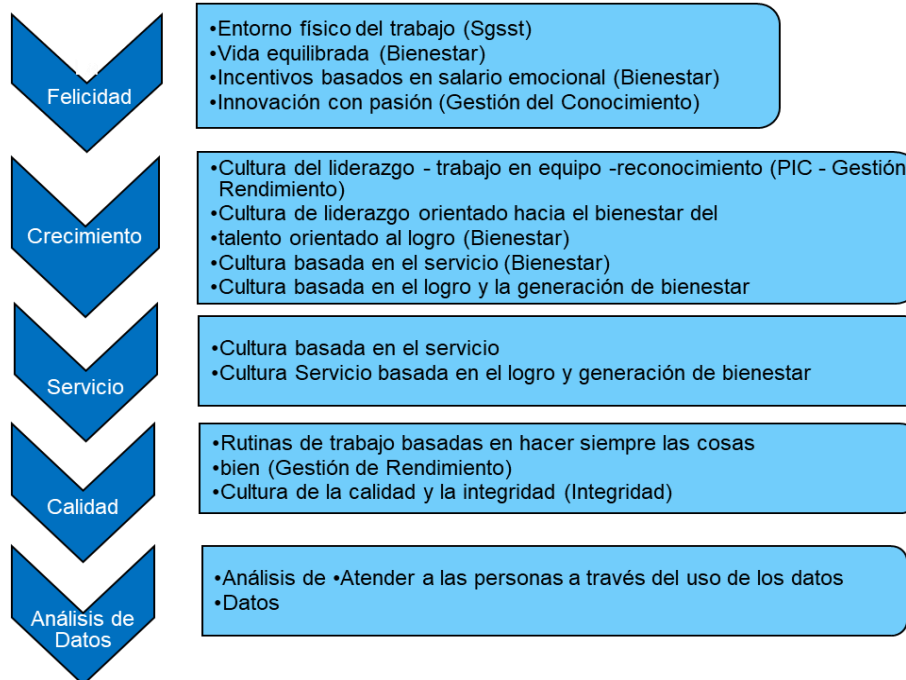 Felicidad
•Entorno físico del trabajo (Sgsst)
•Vida equilibrada (Bienestar)
•Incentivos basados en salario emocional (Bienestar)
•Innovación con pasión (Gestión del Conocimiento)
Crecimiento
•Cultura del liderazgo - trabajo en equipo -reconocimiento (PIC - Gestión
Rendimiento)
•Cultura de liderazgo orientado hacia el bienestar del
•talento orientado al logro (Bienestar)
•Cultura basada en el servicio (Bienestar)
•Cultura basada en el logro y la generación de bienestar
Servicio
•Cultura basada en el servicio
•Cultura Servicio basada en el logro y generación de bienestar
Calidad
•Rutinas de trabajo basadas en hacer siempre las cosas
•bien (Gestión de Rendimiento)
•Cultura de la calidad y la integridad (Integridad)
Análisis de
Datos
•Análisis de •Atender a las personas a través del uso de los datos
•Datos